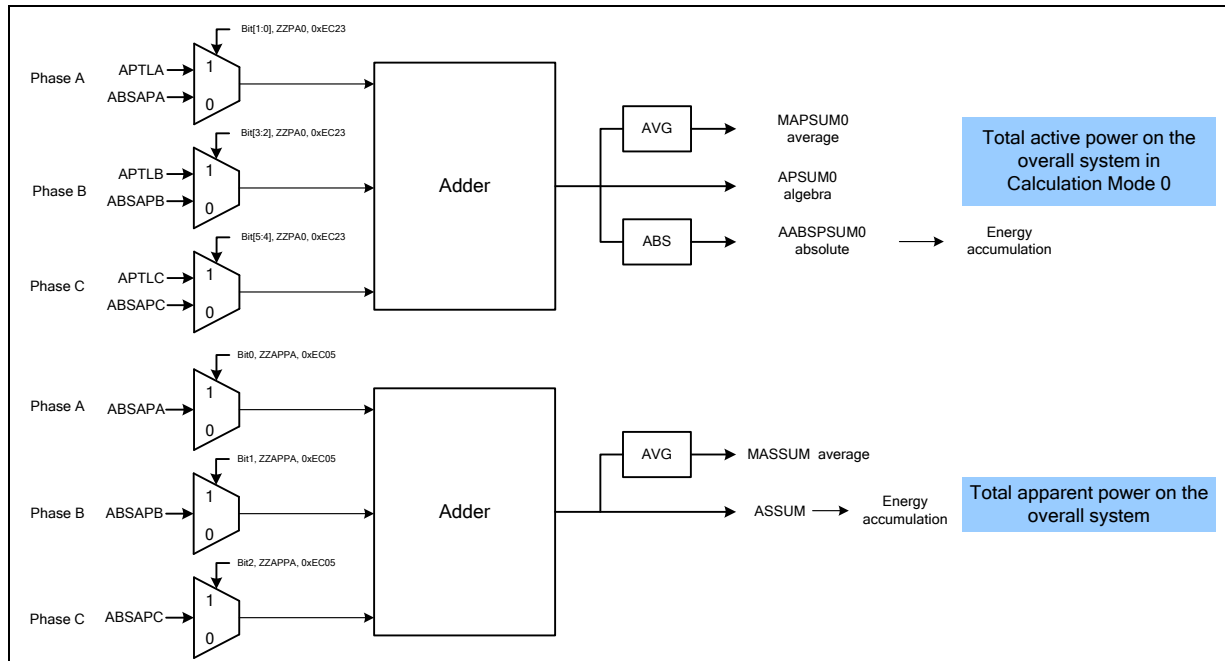 Bit[1:0], ZZPA0, 0xEC23
Phase A
APTLA
ABSAPA
1
0
Bit[3:2], ZZPA0, 0xEC23
Phase B
APTLB
ABSAPB
1
0
Bit[5:4], ZZPA0, 0xEC23
Phase C
APTLC
ABSAPC
1
0
Adder
AVG
MAPSUM0
average
APSUM0
algebra
ABS
AABSPSUM0
absolute
Energy
accumulation
Total active power on the
overall system in
Calculation Mode 0
Bit0, ZZAPPA, 0xEC05
Phase A
ABSAPA
1
0
Bit1, ZZAPPA, 0xEC05
Phase B
ABSAPB
1
0
Bit2, ZZAPPA, 0xEC05
Phase C
ABSAPC
1
0
Adder
AVG
MASSUM average
ASSUM
Energy
accumulation
Total apparent power on the
overall system